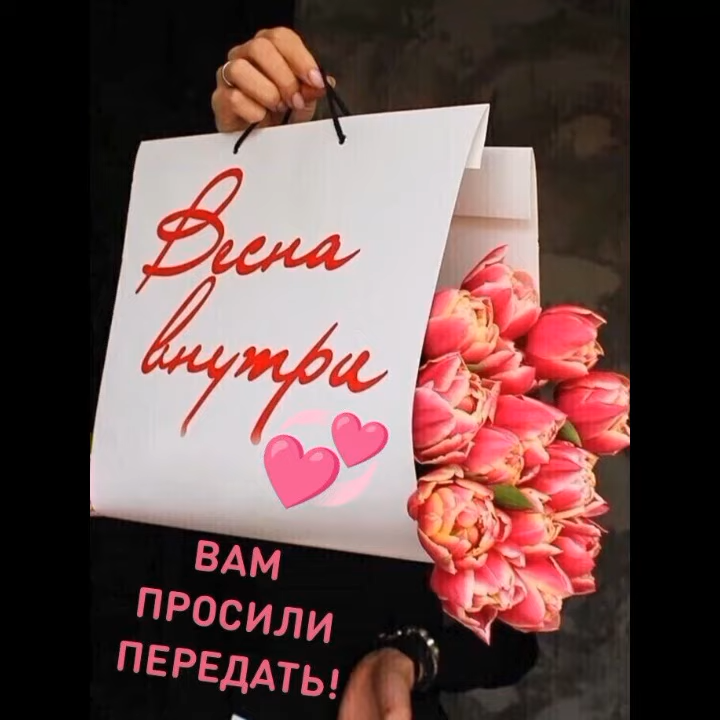 Весна
внутри
ВАМ
ПРОСИЛИ
ПЕРЕДАТЬ!